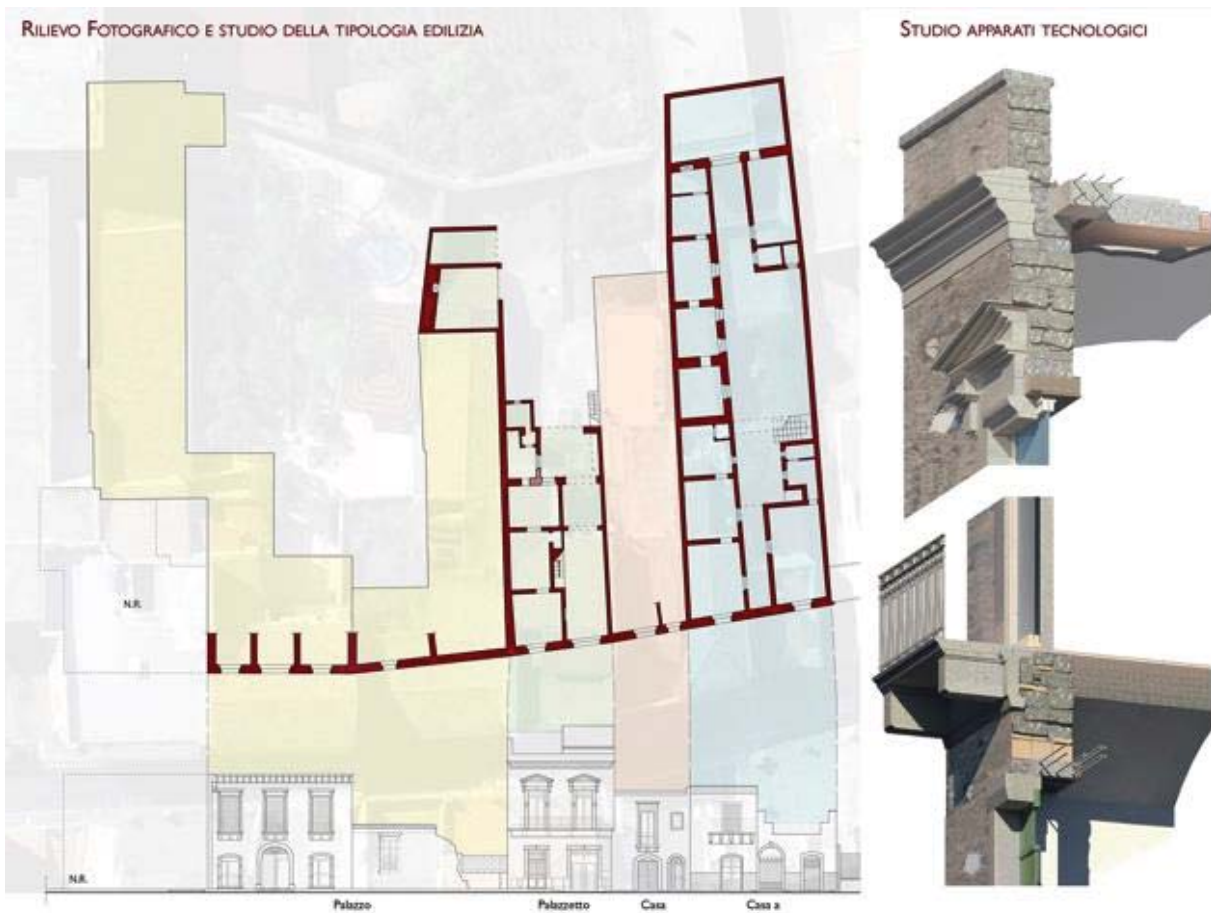 RILIEVO FOTOGRAFICO E STUDIO DELLA TIPOLOGIA EDILIZIA
STUDIO APPARATI TECNOLOGICI
N.R.
N.R.
Palazzo Palazzetto Casa Casa a